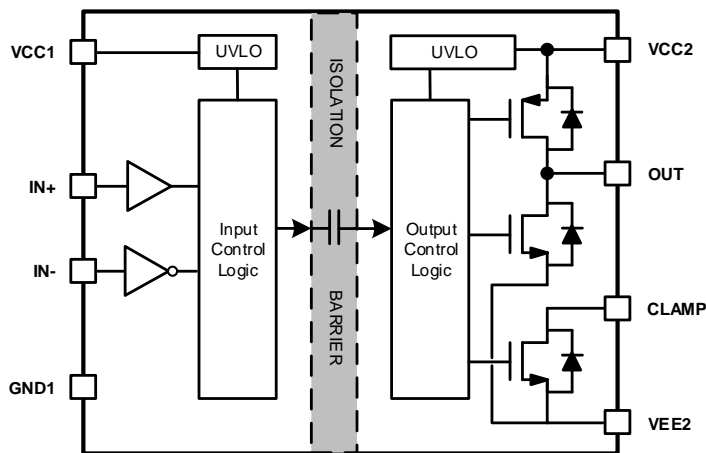 VCC1
UVLO
ISOLATION
BARRIER
UVLO
VCC2
IN+
OUT
Input
Control
Logic
Output
Control
Logic
IN-
CLAMP
GND1
VEE2